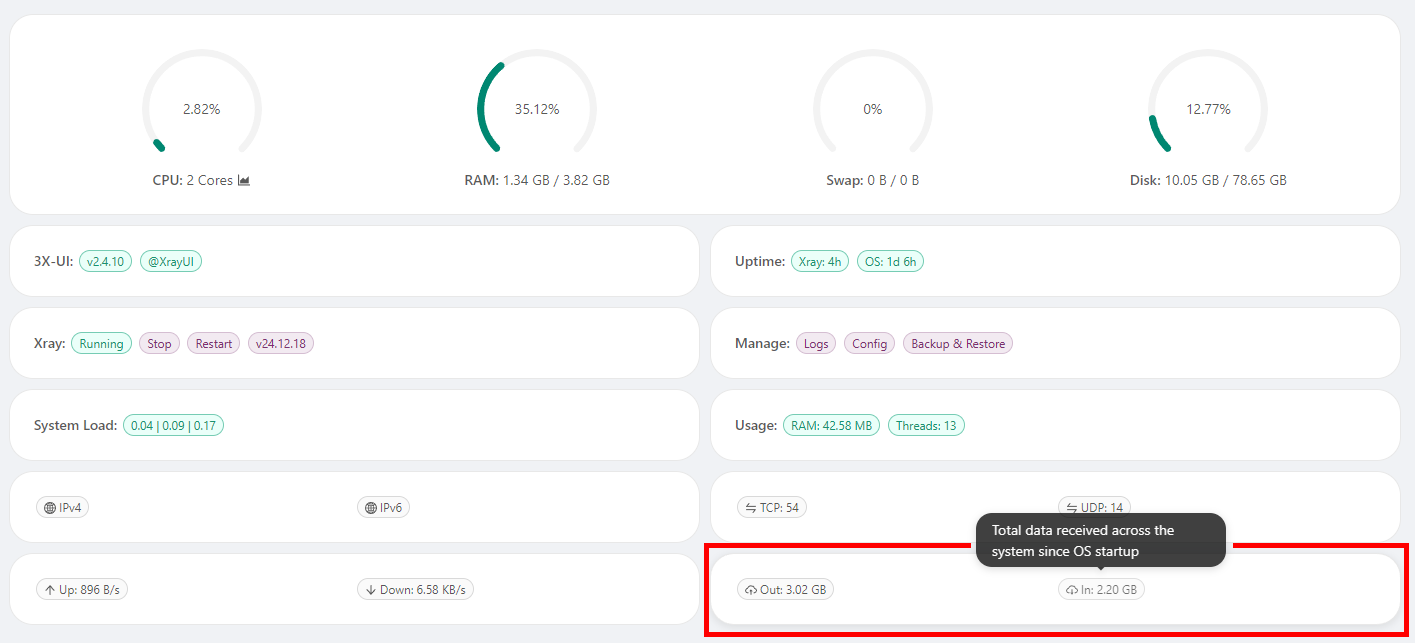 2.82%
35.12%
0%
12.77%
CPU: 2 Cores
RAM: 1.34 GB / 3.82 GB
Swap: 0 B / 0 B
Disk: 10.05 GB / 78.65 GB
3X-UI: v2.4.10 @XrayUI
Uptime: Xray: 4h OS: 1d 6h
Xray: Running Stop Restart v24.12.18
Manage: Logs Config Backup & Restore
System Load: 0.04 | 0.09 | 0.17
Usage: RAM: 42.58 MB Threads: 13
IPv4 IPv6
TCP: 54 UDP: 14
Total data received across the
system since OS startup
Up: 896 B/s Down: 6.58 KB/s
Out: 3.02 GB In: 2.20 GB